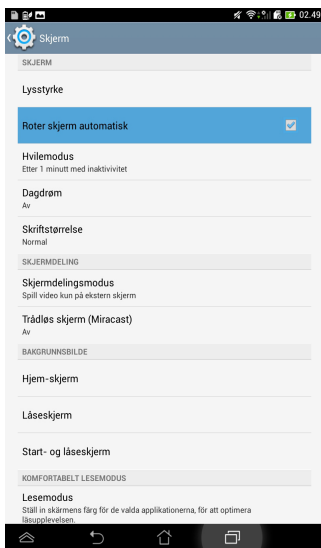 02.49
Skjerm
SKJERM
Lysstyrke
Roter skjerm automatisk
Hvilemodus
Etter 1 minutt med inaktivivitet
Dagdrøm
Av
Skriftstørrelse
Normal
SKJERMDELING
Skjermdelingsmodus
Spill video kun på ekstern skjerm
Trådløs skjerm (Miracast)
Av
BAKGRUNNSBILDE
Hjem-skjerm
Låseskjerm
Start- og låseskjerm
KOMFORTABELT LESEMODUS
Lesemodus
Ställ in skärmens färg för de valda applikationerna, för att optimera
läsupplevelsen.